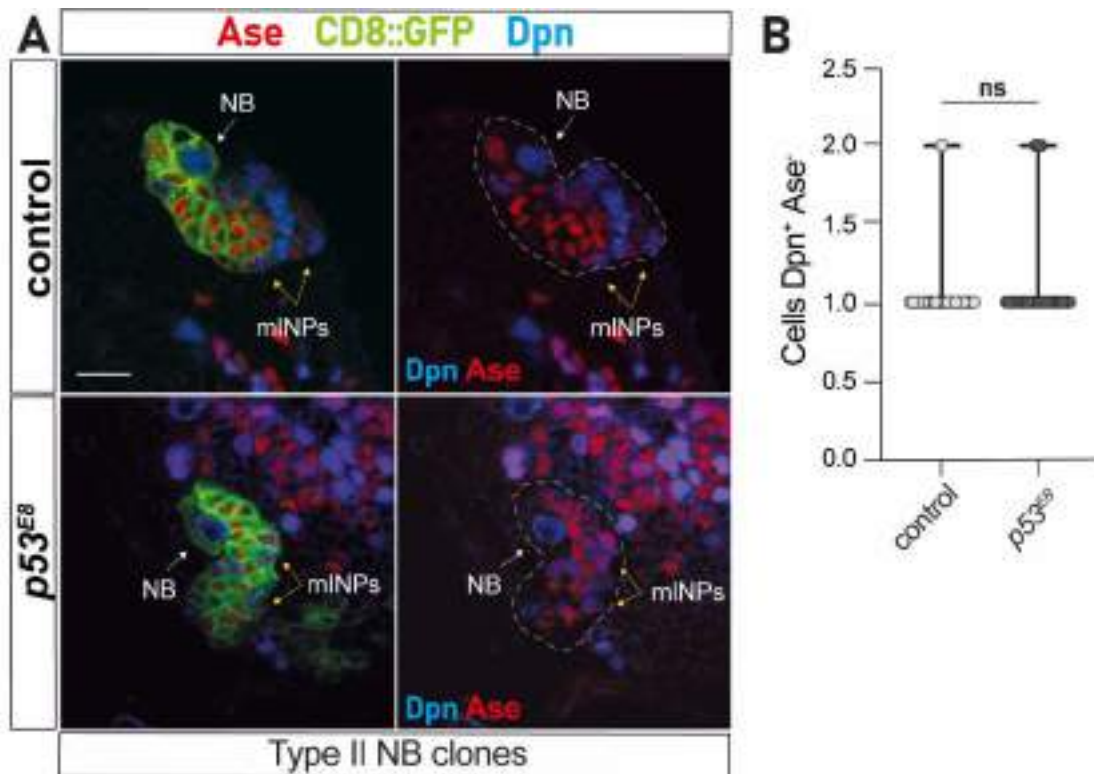 A
Ase CD8::GFP Dpn
control
NB
mINPs
NB
mINPs
Dpn Ase
p53ᴱ⁸
NB
mINPs
NB
mINPs
Dpn Ase
Type II NB clones
B
Cells Dpn⁺ Ase⁻
2.5
2.0
1.5
1.0
0.5
0.0
ns
control
p53ᴱ⁸